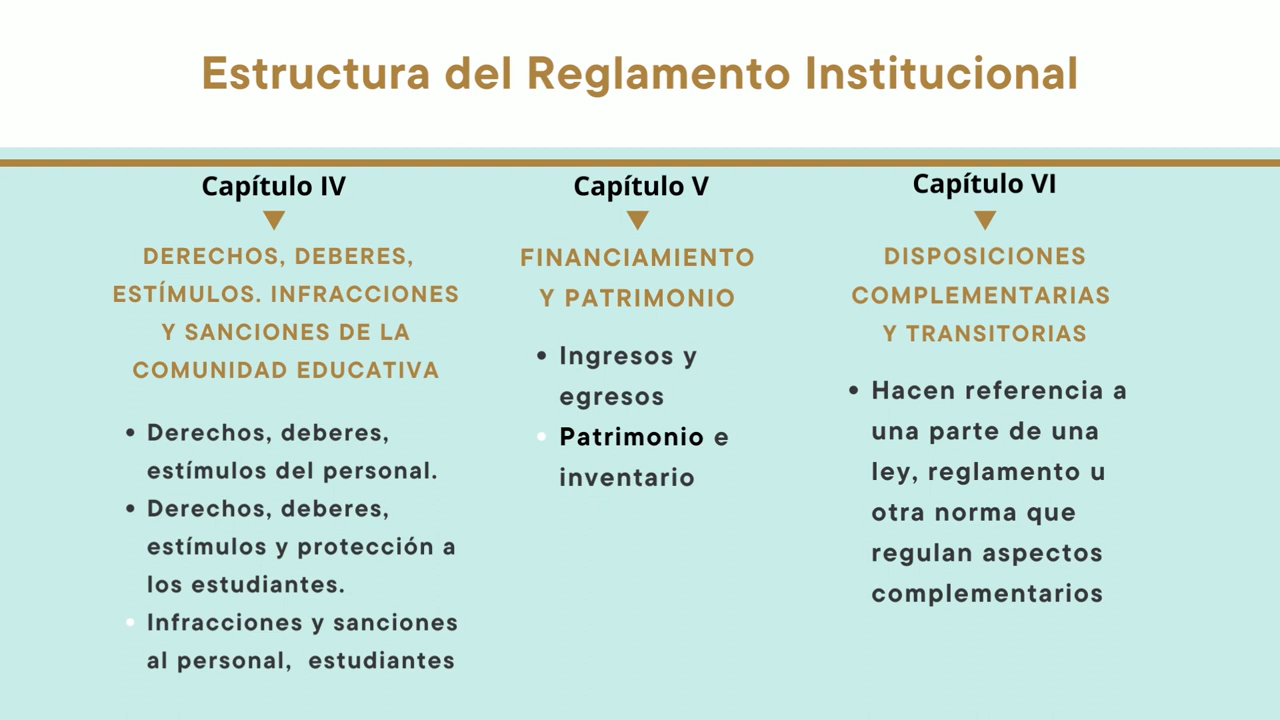 Estructura del Reglamento Institucional
Capítulo IV
DERECHOS, DEBERES,
ESTÍMULOS. INFRACCIONES
Y SANCIONES DE LA
COMUNIDAD EDUCATIVA
• Derechos, deberes,
estímulos del personal.
• Derechos, deberes,
estímulos y protección a
los estudiantes.
• Infracciones y sanciones
al personal,  estudiantes
Capítulo V
FINANCIAMIENTO
Y PATRIMONIO
• Ingresos y
egresos
• Patrimonio e
inventario
Capítulo VI
DISPOSICIONES
COMPLEMENTARIAS
Y TRANSITORIAS
• Hacen referencia a
una parte de una
ley, reglamento u
otra norma que
regulan aspectos
complementarios